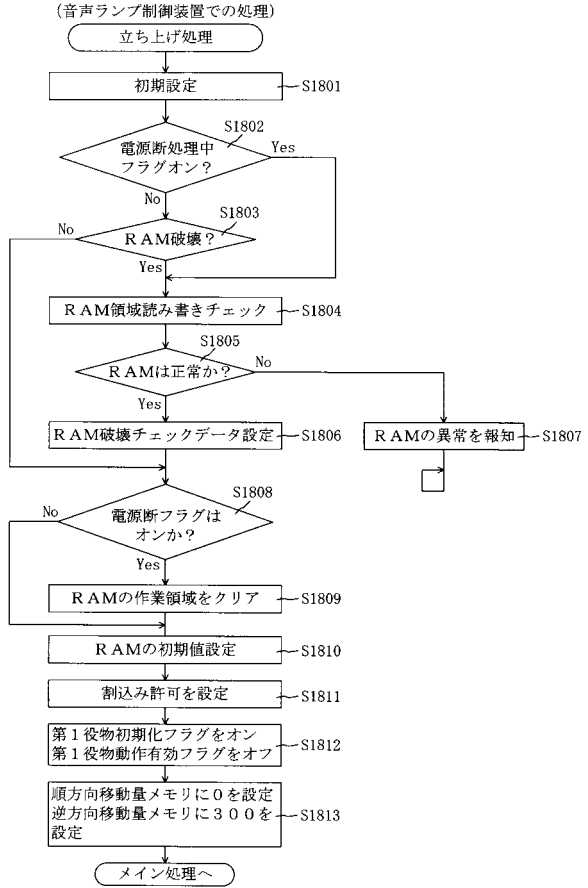 (音声ランプ制御装置での処理)
立ち上げ処理
初期設定
S1801
S1802
電源断処理中
フラグオン？
Yes
No
S1803
ＲＡＭ破壊？
No
Yes
ＲＡＭ領域読み書きチェック
S1804
S1805
ＲＡＭは正常か？
No
Yes
ＲＡＭ破壊チェックデータ設定
S1806
ＲＡＭの異常を報知
S1807
S1808
電源断フラグは
オンか？
No
Yes
ＲＡＭの作業領域をクリア
S1809
ＲＡＭの初期値設定
S1810
割込み許可を設定
S1811
第１役物初期化フラグをオン
第１役物動作有効フラグをオフ
S1812
順方向移動量メモリに０を設定
逆方向移動量メモリに３００を
設定
S1813
メイン処理へ